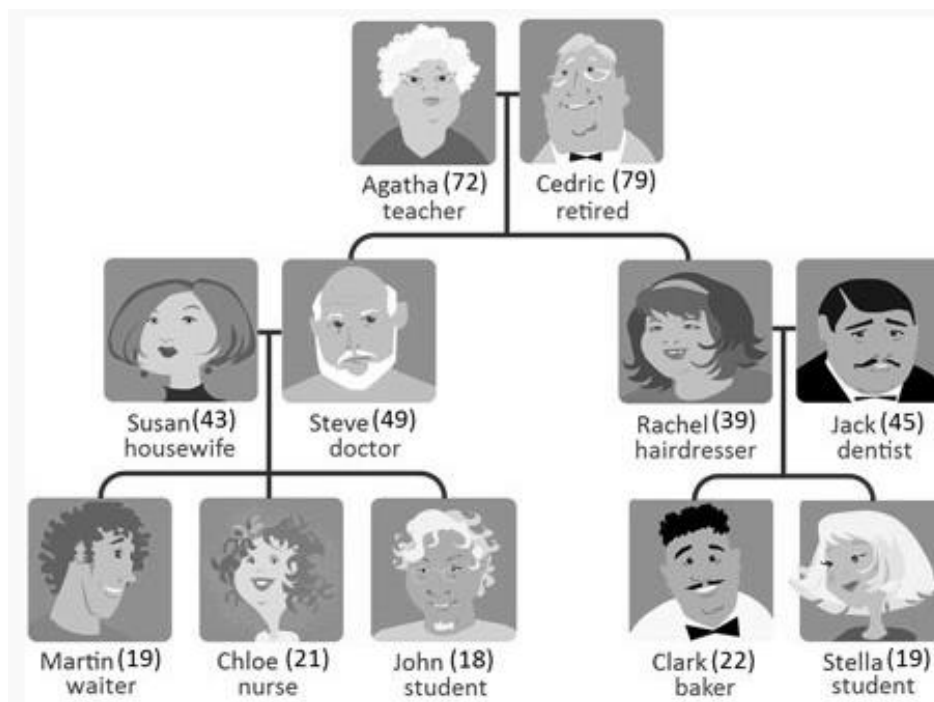 Agatha (72)
teacher
Cedric (79)
retired
Susan (43)
housewife
Steve (49)
doctor
Rachel (39)
hairdresser
Jack (45)
dentist
Martin (19)
waiter
Chloe (21)
nurse
John (18)
student
Clark (22)
baker
Stella (19)
student